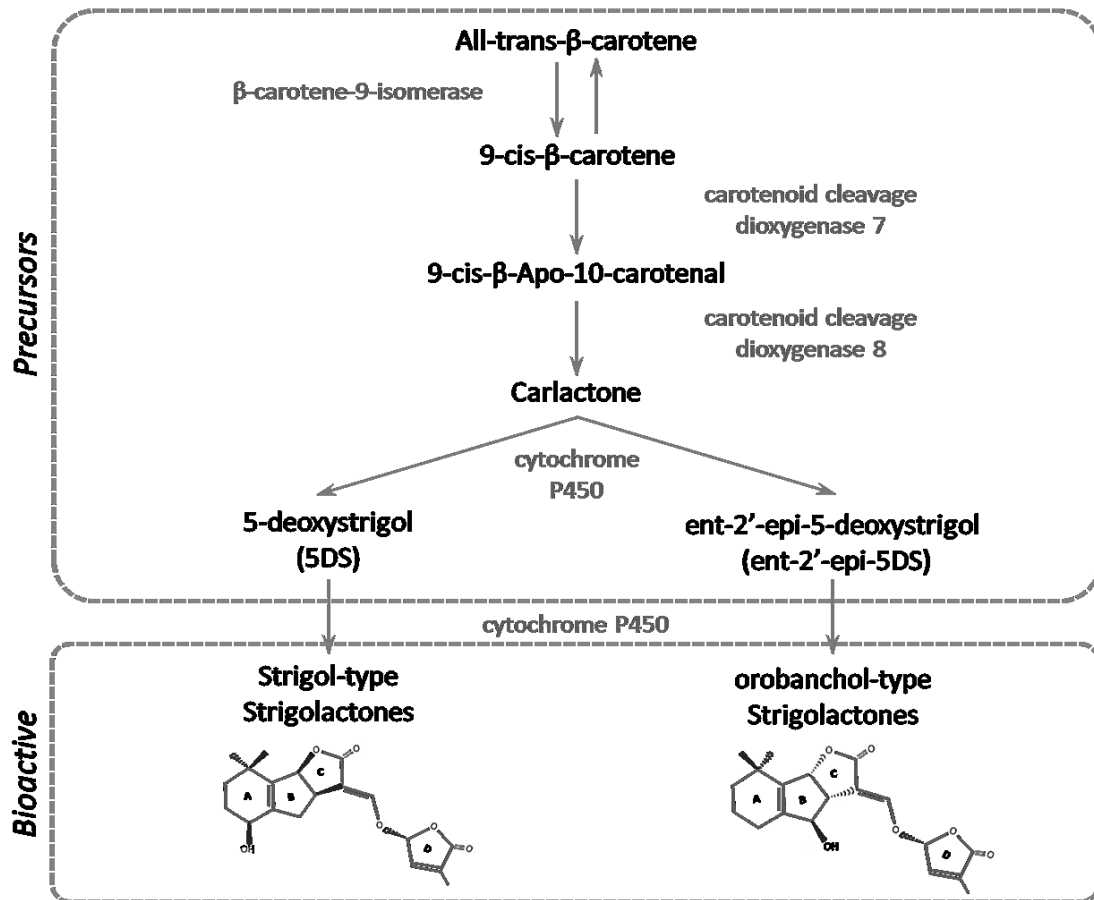 All-trans-β-carotene
β-carotene-9-isomerase
9-cis-β-carotene
carotenoid cleavage
dioxygenase 7
9-cis-β-Apo-10-carotenal
carotenoid cleavage
dioxygenase 8
Carlactone
cytochrome
P450
5-deoxystrigol
(5DS)
ent-2’-epi-5-deoxystrigol
(ent-2’-epi-5DS)
Precursors
cytochrome P450
Strigol-type
Strigolactones
orobanchol-type
Strigolactones
Bioactive
O
O
C
A
B
O
OH
O
D
O
O
O
C
A
B
O
OH
O
D
O